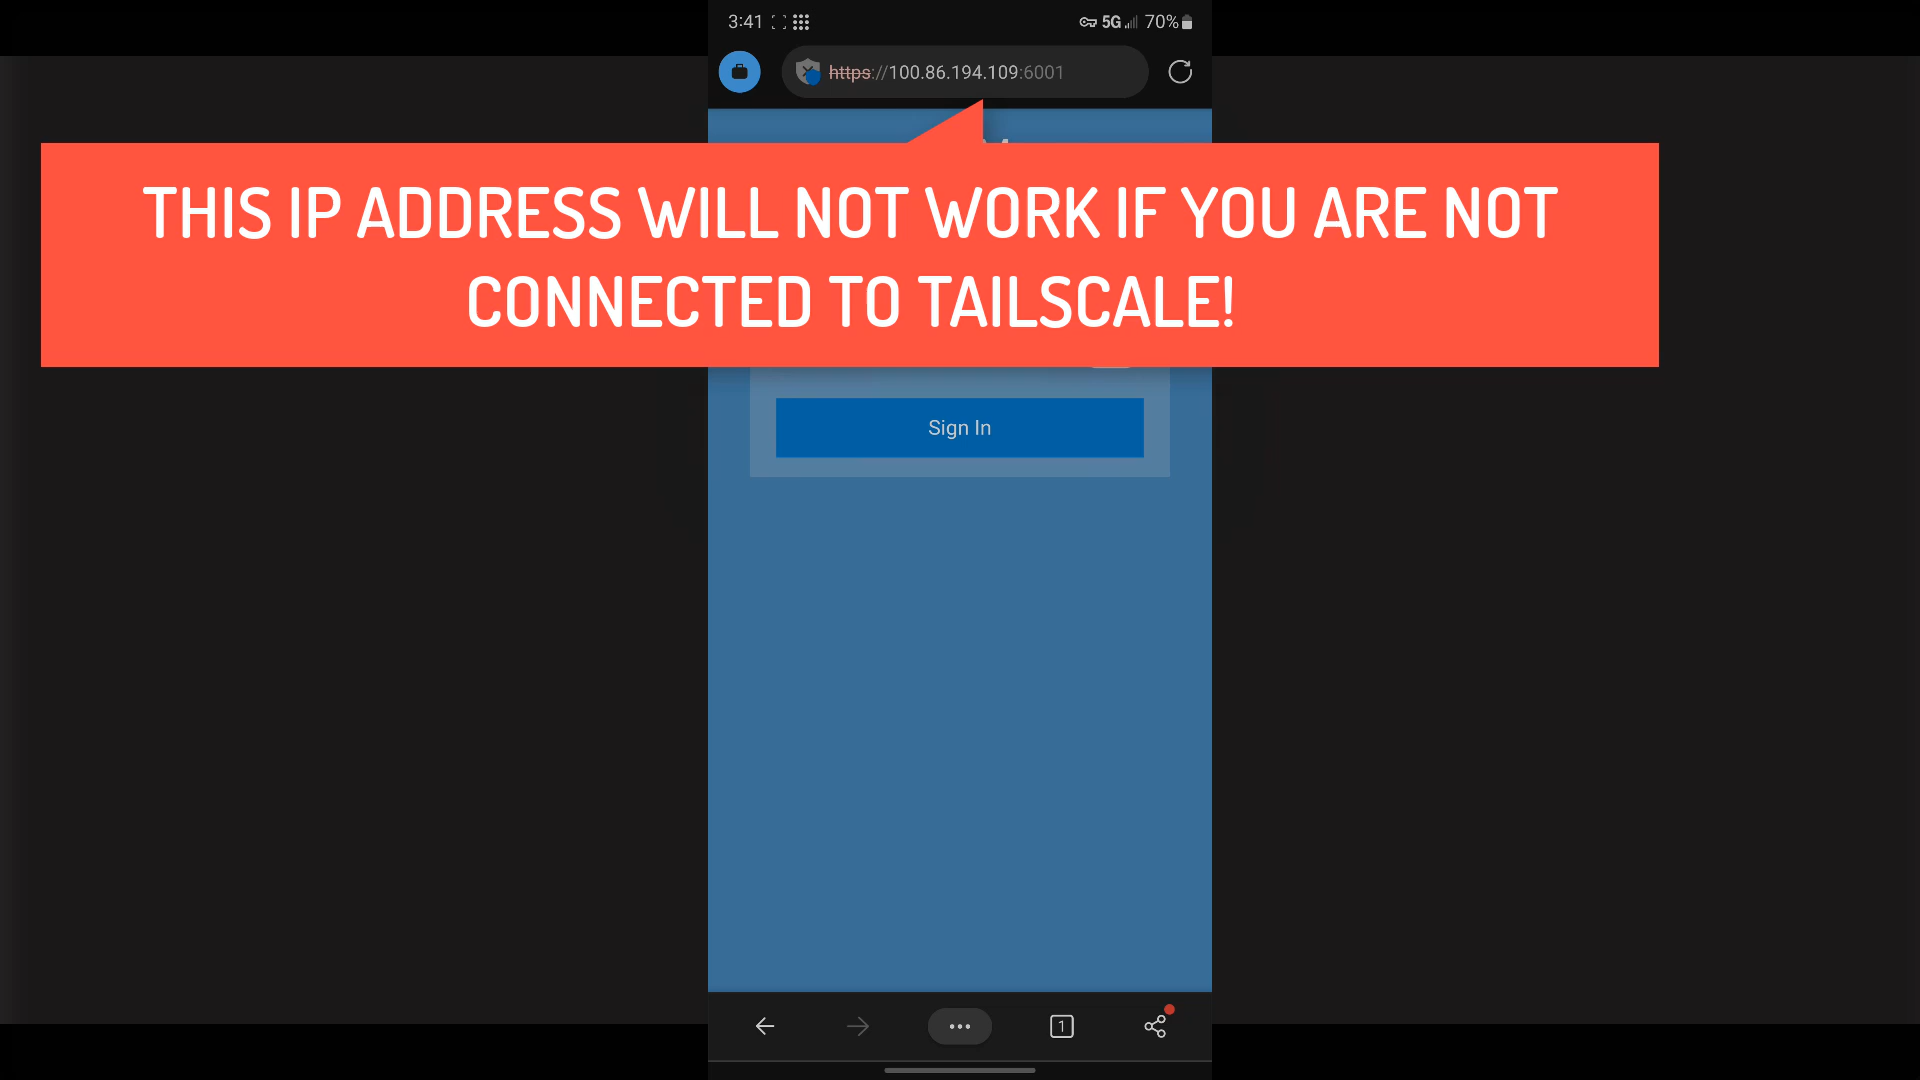 3:41 5G 70%
https://100.86.194.109:6001
THIS IP ADDRESS WILL NOT WORK IF YOU ARE NOT
CONNECTED TO TAILSCALE!
Sign In
1